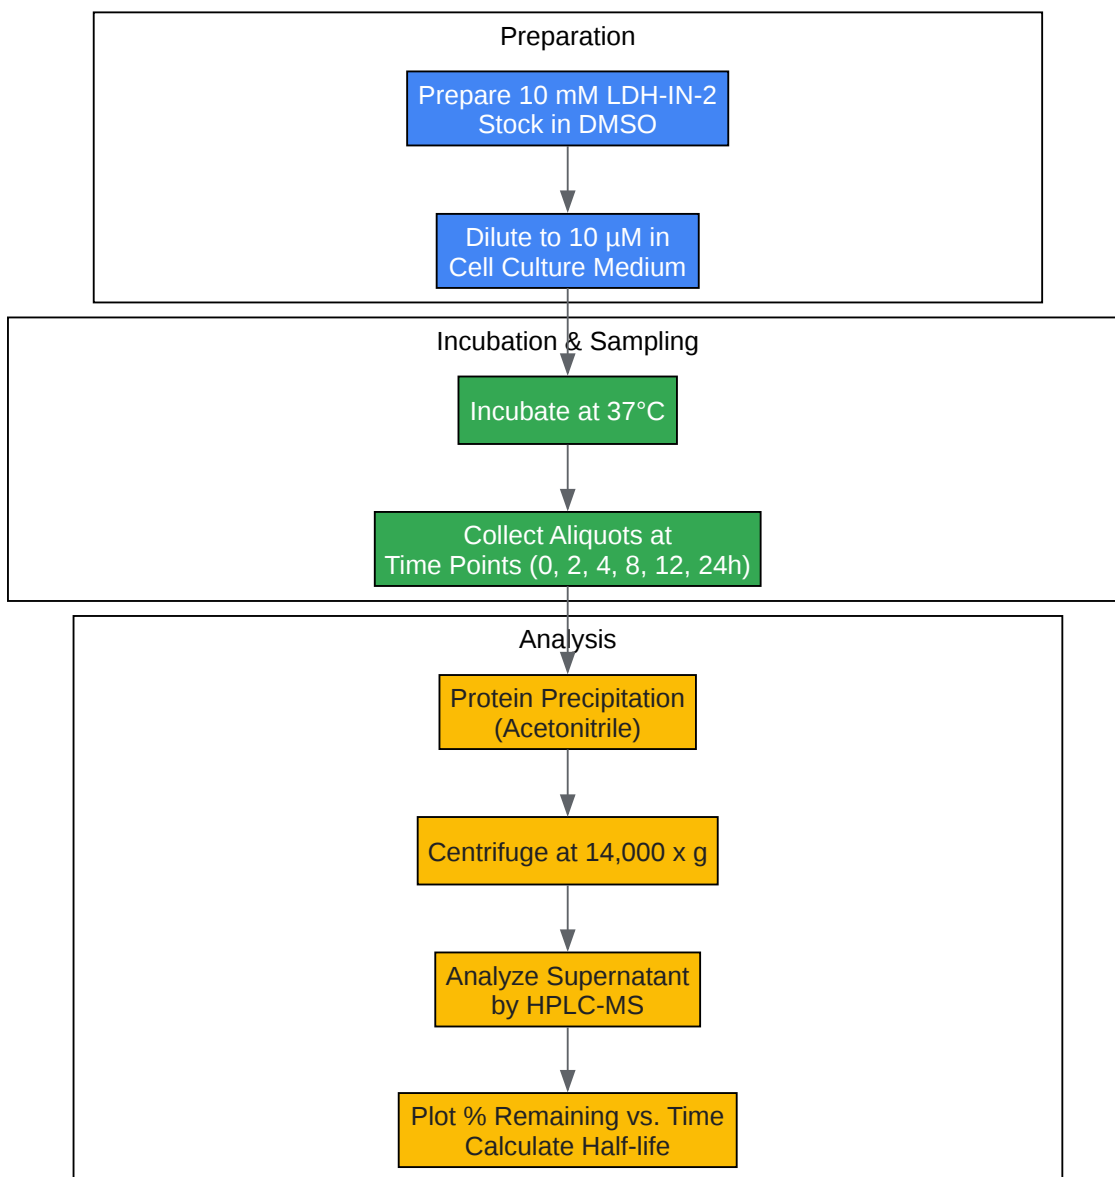 Preparation
Prepare 10 mM LDH-IN-2
Stock in DMSO
Dilute to 10 µM in
Cell Culture Medium
Incubation & Sampling
Incubate at 37°C
Collect Aliquots at
Time Points (0, 2, 4, 8, 12, 24h)
Analysis
Protein Precipitation
(Acetonitrile)
Centrifuge at 14,000 x g
Analyze Supernatant
by HPLC-MS
Plot % Remaining vs. Time
Calculate Half-life